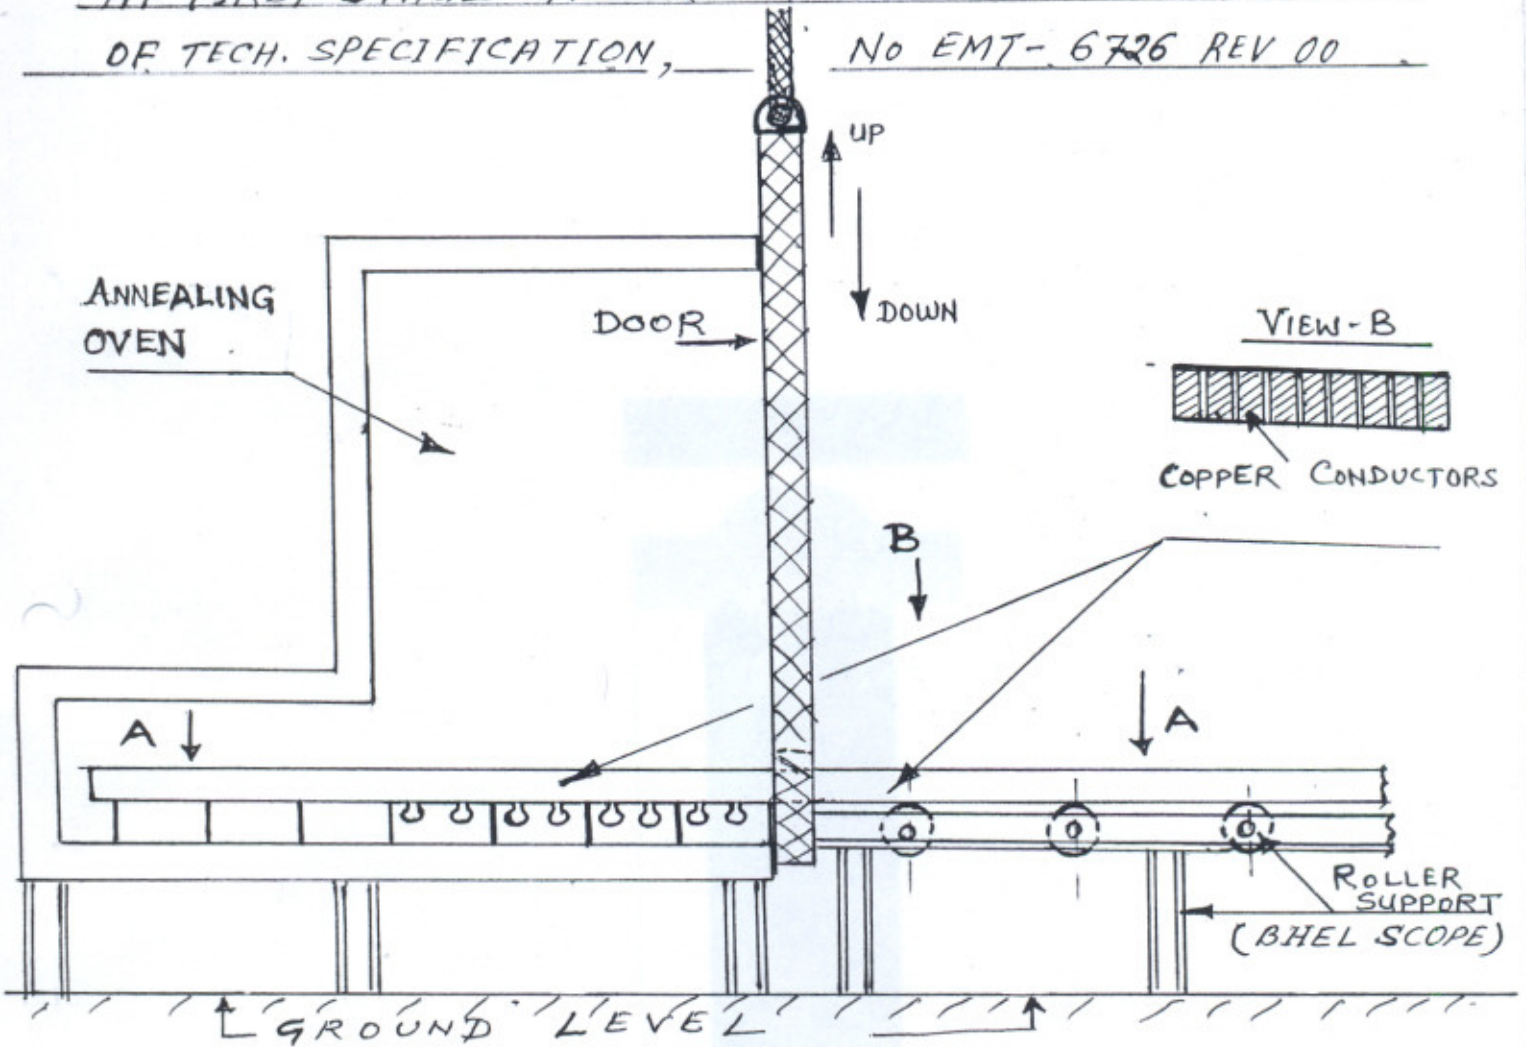 OF TECH. SPECIFICATION, No EMT- 6726 REV 00
UP
DOWN
ANNEALING
OVEN
DOOR
VIEW-B
COPPER CONDUCTORS
B
A
A
ROLLER
SUPPORT
(BHEL SCOPE)
GROUND LEVEL